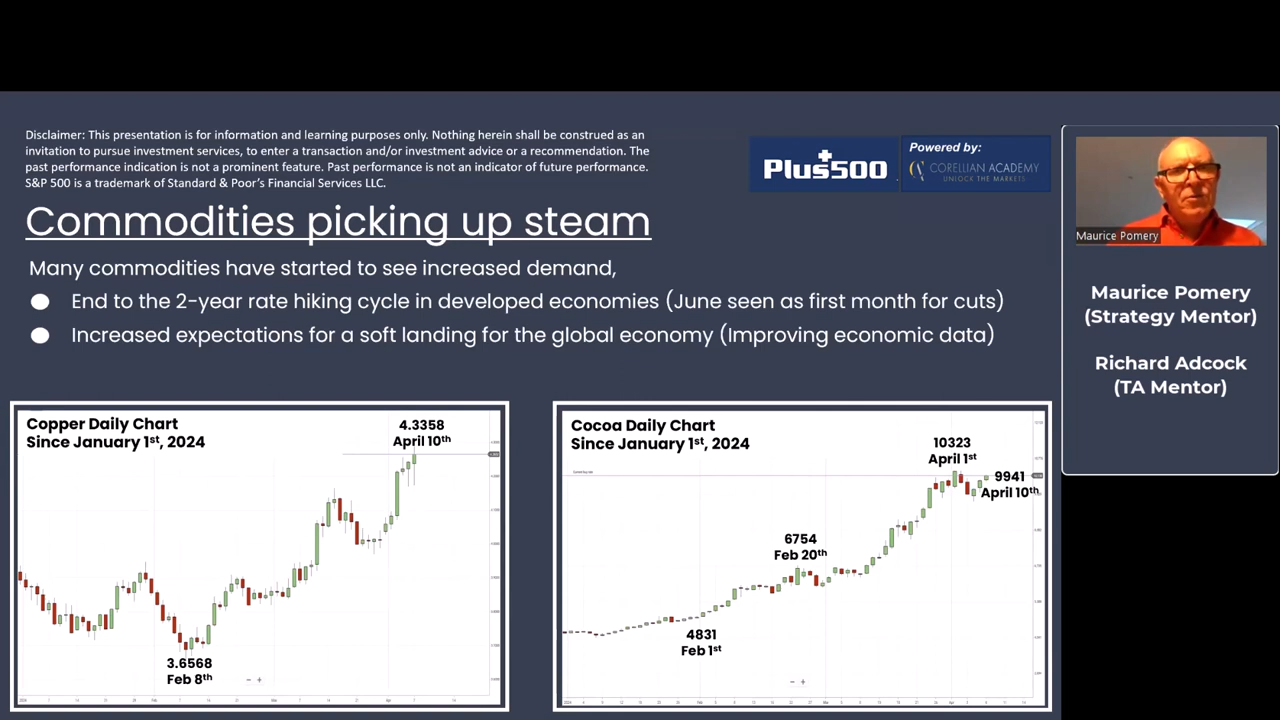 Disclaimer: This presentation is for information and learning purposes only. Nothing herein shall be construed as an
invitation to pursue investment services, to enter a transaction and/or investment advice or a recommendation. The
past performance indication is not a prominent feature. Past performance is not an indicator of future performance.
S&P 500 is a trademark of Standard & Poor's Financial Services LLC.
Plus500
Powered by:
CORELLIAN ACADEMY
UNLOCK THE MARKETS
Commodities picking up steam
Many commodities have started to see increased demand,
End to the 2-year rate hiking cycle in developed economies (June seen as first month for cuts)
Increased expectations for a soft landing for the global economy (Improving economic data)
Maurice Pomery
Maurice Pomery
(Strategy Mentor)
Richard Adcock
(TA Mentor)
Copper Daily Chart
Since January 1st, 2024
4.3358
April 10th
3.6568
Feb 8th
Cocoa Daily Chart
Since January 1st, 2024
10323
April 1st
9941
April 10th
6754
Feb 20th
4831
Feb 1st